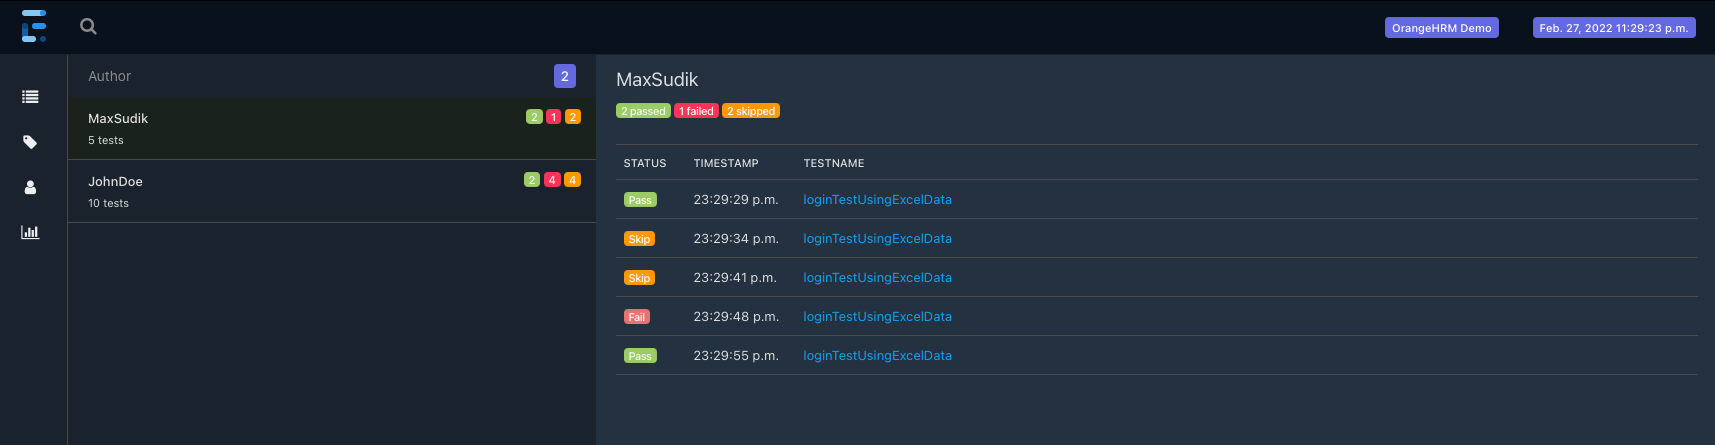 OrangeHRM Demo Feb. 27, 2022 11:29:23 p.m.
Author 2
MaxSudik 2 1 2
5 tests
JohnDoe 2 4 4
10 tests
MaxSudik
2 passed 1 failed 2 skipped
STATUS TIMESTAMP TESTNAME
Pass 23:29:29 p.m. loginTestUsingExcelData
Skip 23:29:34 p.m. loginTestUsingExcelData
Skip 23:29:41 p.m. loginTestUsingExcelData
Fail 23:29:48 p.m. loginTestUsingExcelData
Pass 23:29:55 p.m. loginTestUsingExcelData